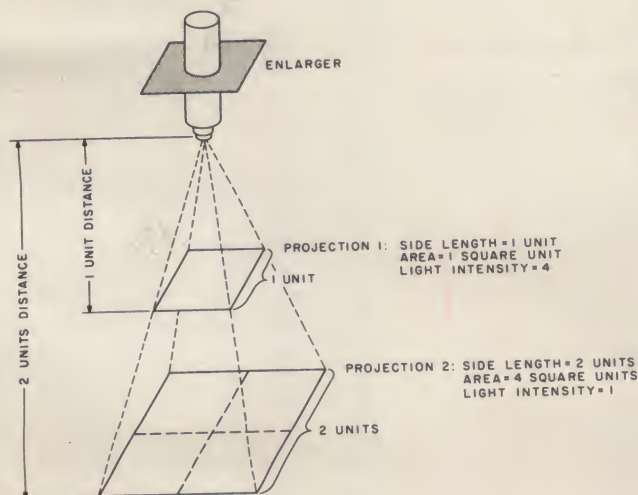 ENLARGER
2 UNITS DISTANCE
1 UNIT DISTANCE
PROJECTION 1: SIDE LENGTH = 1 UNIT
AREA = 1 SQUARE UNIT
LIGHT INTENSITY = 4
1 UNIT
PROJECTION 2: SIDE LENGTH = 2 UNITS
AREA = 4 SQUARE UNITS
LIGHT INTENSITY = 1
2 UNITS